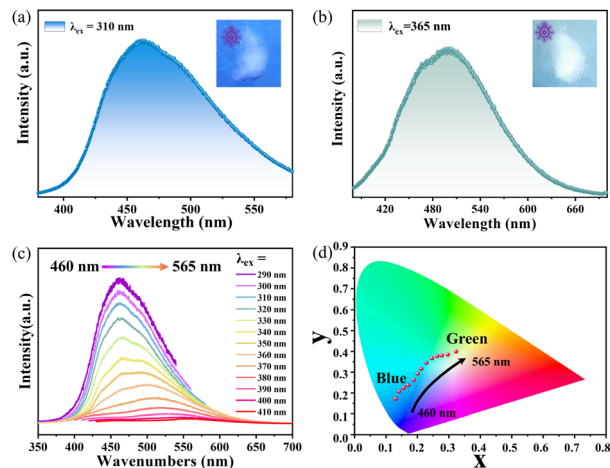 (a)
λex = 310 nm
Intensity (a.u.)
400 450 500 550
Wavelength (nm)
(b)
λex=365 nm
Intensity (a.u.)
420 480 540 600 660
Wavelength (nm)
(c)
460 nm 565 nm
λex =
290 nm
300 nm
310 nm
320 nm
330 nm
340 nm
350 nm
360 nm
370 nm
380 nm
390 nm
400 nm
410 nm
Intensity(a.u.)
350 400 450 500 550 600 650 700
Wavenumbers (nm)
(d)
0.9
0.8
0.7
0.6
0.5
0.4
0.3
0.2
0.1
0.0
y
Green
565 nm
Blue
460 nm
0.0 0.1 0.2 0.3 0.4 0.5 0.6 0.7 0.8
x